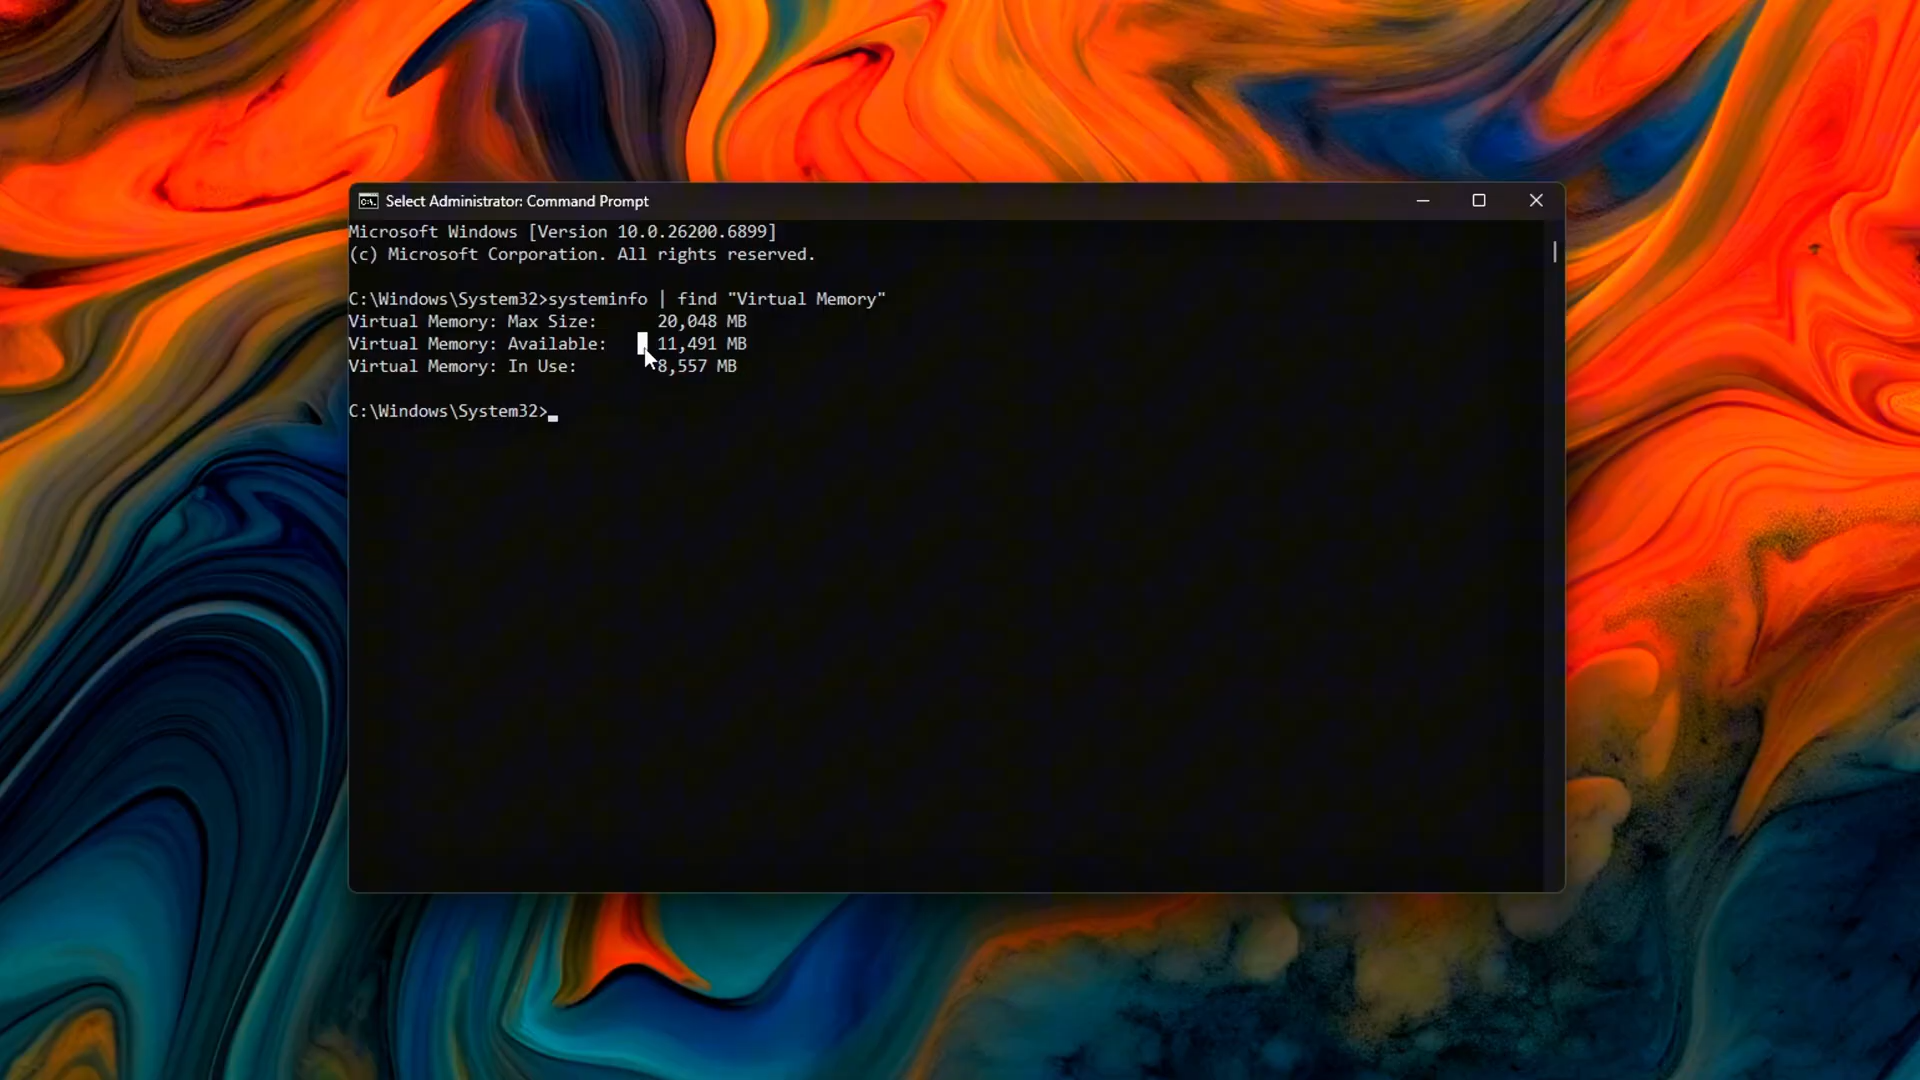 Select Administrator: Command Prompt
Microsoft Windows [Version 10.0.26200.6899]
(c) Microsoft Corporation. All rights reserved.
C:\Windows\System32>systeminfo | find "Virtual Memory"
Virtual Memory: Max Size:      20,048 MB
Virtual Memory: Available:     11,491 MB
Virtual Memory: In Use:        8,557 MB
C:\Windows\System32>